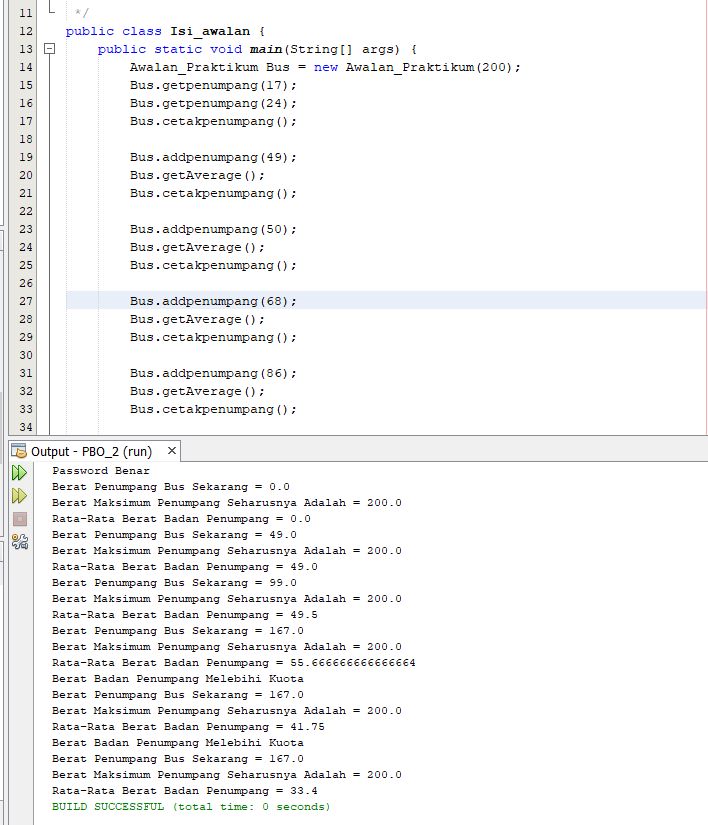 11 */
12 public class Isi_awalan {
13 public static void main(String[] args) {
14 Awalan_Praktikum Bus = new Awalan_Praktikum(200);
15 Bus.getpenumpang(17);
16 Bus.getpenumpang(24);
17 Bus.cetakpenumpang();
18
19 Bus.addpenumpang(49);
20 Bus.getAverage();
21 Bus.cetakpenumpang();
22
23 Bus.addpenumpang(50);
24 Bus.getAverage();
25 Bus.cetakpenumpang();
26
27 Bus.addpenumpang(68);
28 Bus.getAverage();
29 Bus.cetakpenumpang();
30
31 Bus.addpenumpang(86);
32 Bus.getAverage();
33 Bus.cetakpenumpang();
34
Output - PBO_2 (run) ×
Password Benar
Berat Penumpang Bus Sekarang = 0.0
Berat Maksimum Penumpang Seharusnya Adalah = 200.0
Rata-Rata Berat Badan Penumpang = 0.0
Berat Penumpang Bus Sekarang = 49.0
Berat Maksimum Penumpang Seharusnya Adalah = 200.0
Rata-Rata Berat Badan Penumpang = 49.0
Berat Penumpang Bus Sekarang = 99.0
Berat Maksimum Penumpang Seharusnya Adalah = 200.0
Rata-Rata Berat Badan Penumpang = 49.5
Berat Penumpang Bus Sekarang = 167.0
Berat Maksimum Penumpang Seharusnya Adalah = 200.0
Rata-Rata Berat Badan Penumpang = 55.666666666666664
Berat Badan Penumpang Melebihi Kuota
Berat Penumpang Bus Sekarang = 167.0
Berat Maksimum Penumpang Seharusnya Adalah = 200.0
Rata-Rata Berat Badan Penumpang = 41.75
Berat Badan Penumpang Melebihi Kuota
Berat Penumpang Bus Sekarang = 167.0
Berat Maksimum Penumpang Seharusnya Adalah = 200.0
Rata-Rata Berat Badan Penumpang = 33.4
BUILD SUCCESSFUL (total time: 0 seconds)